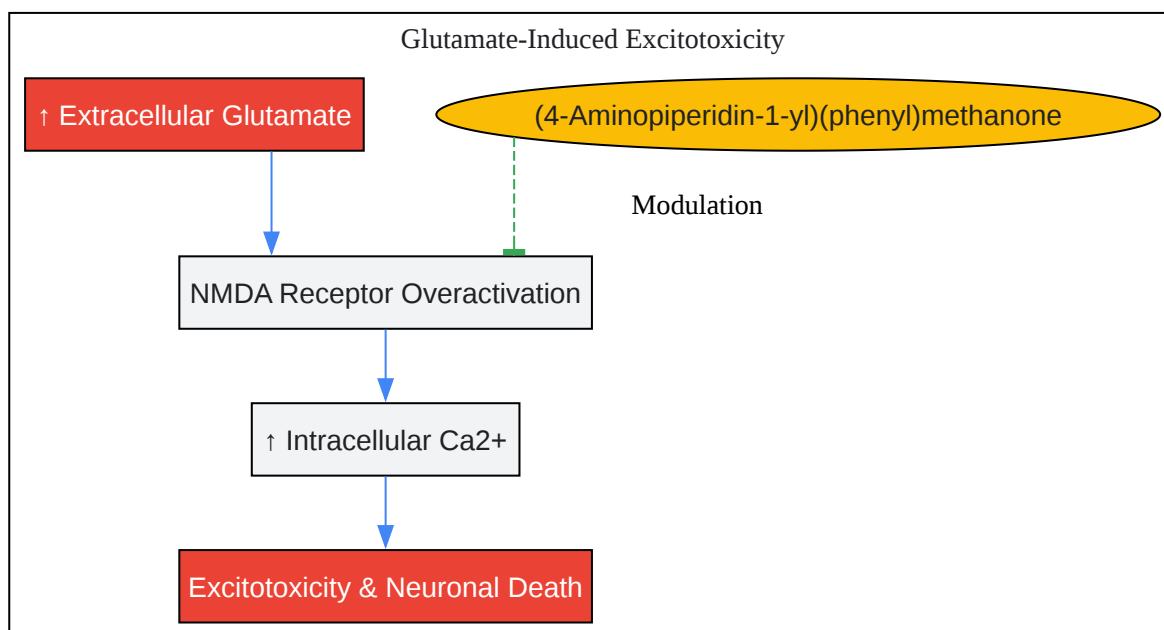 Glutamate-Induced Excitotoxicity
↑ Extracellular Glutamate
(4-Aminopiperidin-1-yl)(phenyl)methanone
Modulation
NMDA Receptor Overactivation
↑ Intracellular Ca2+
Excitotoxicity & Neuronal Death